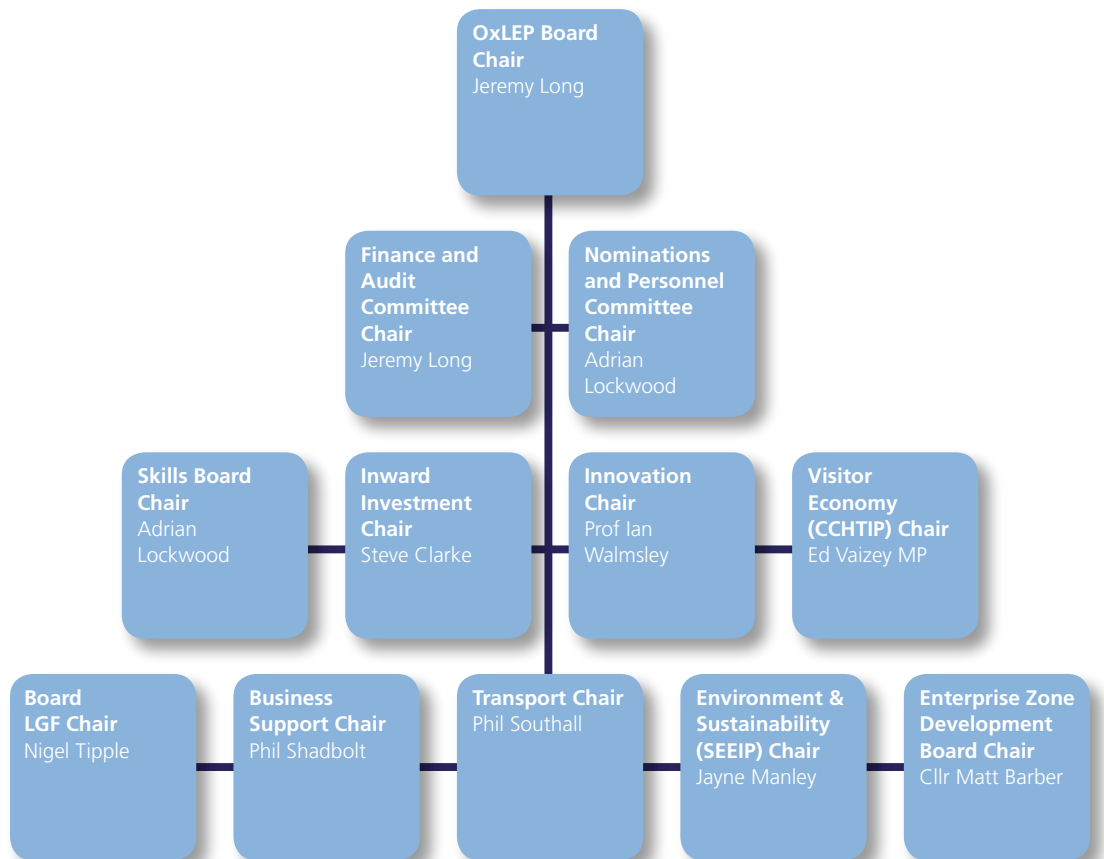 OxLEP Board
Chair
Jeremy Long
Finance and
Audit
Committee
Chair
Jeremy Long
Nominations
and Personnel
Committee
Chair
Adrian
Lockwood
Skills Board
Chair
Adrian
Lockwood
Inward
Investment
Chair
Steve Clarke
Innovation
Chair
Prof Ian
Walmsley
Visitor
Economy
(CCHTIP) Chair
Ed Vaizey MP
Board
LGF Chair
Nigel Tipple
Business
Support Chair
Phil Shadbolt
Transport Chair
Phil Southall
Environment &
Sustainability
(SEEIP) Chair
Jayne Manley
Enterprise Zone
Development
Board Chair
Cllr Matt Barber